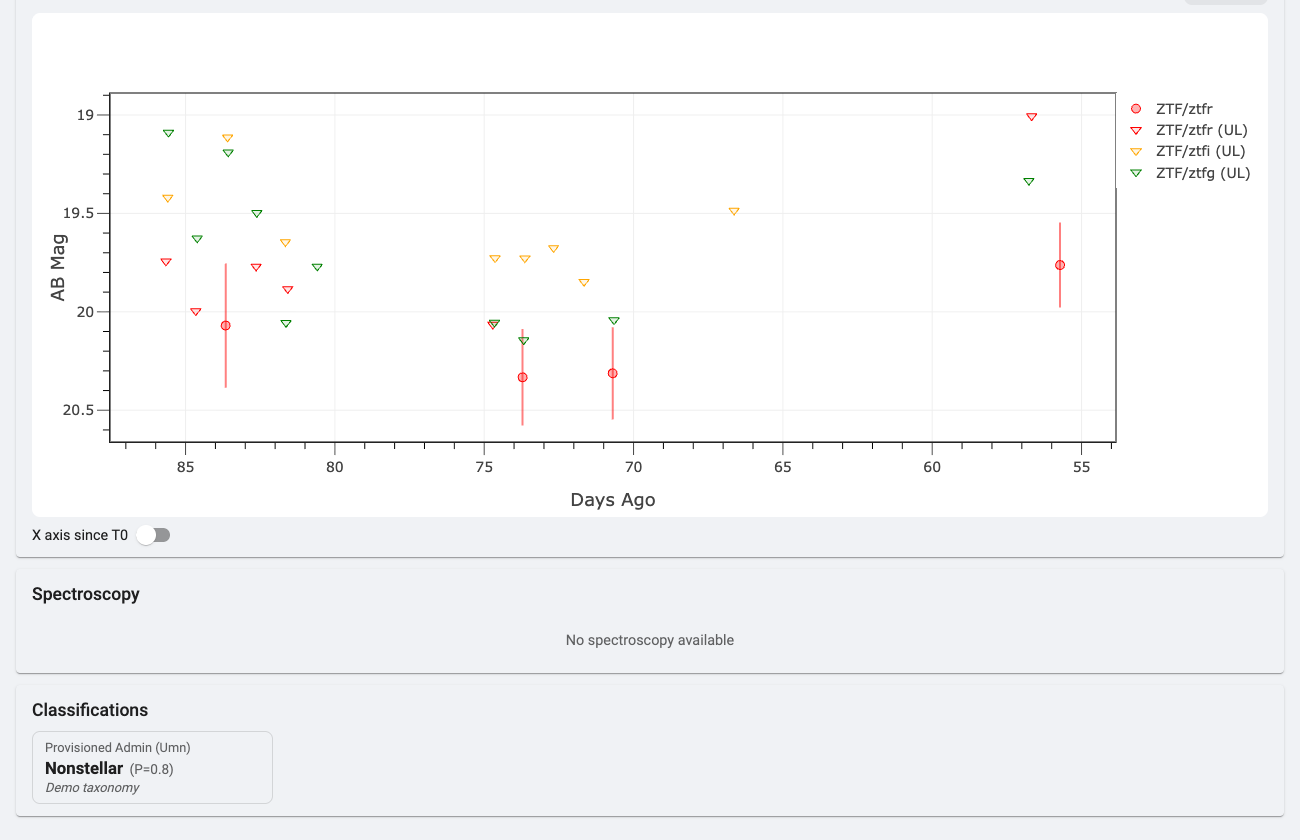 ZTF/ztfr
ZTF/ztfr (UL)
ZTF/ztfi (UL)
ZTF/ztfg (UL)
19
19.5
20
20.5
AB Mag
85 80 75 70 65 60 55
Days Ago
X axis since T0
Spectroscopy
No spectroscopy available
Classifications
Provisioned Admin (Umn)
Nonstellar (P=0.8)
Demo taxonomy